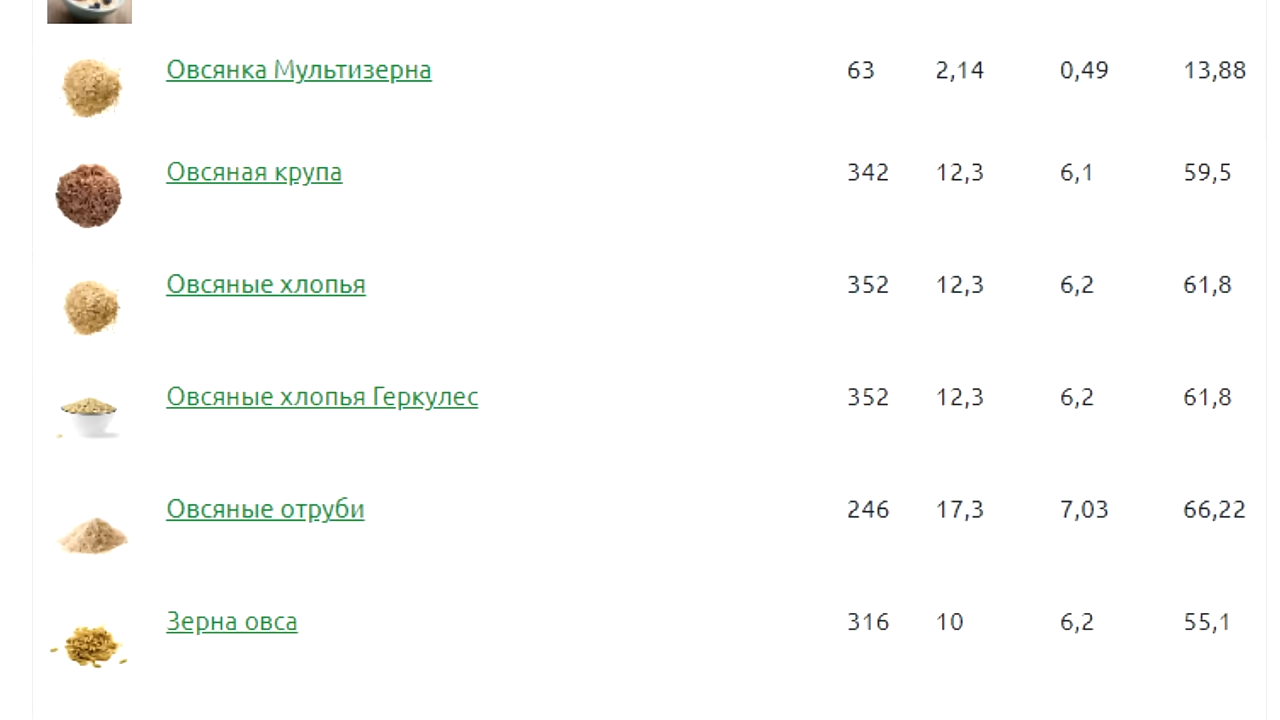 Овсянка Мультизерна 63 2,14 0,49 13,88
Овсяная крупа 342 12,3 6,1 59,5
Овсяные хлопья 352 12,3 6,2 61,8
Овсяные хлопья Геркулес 352 12,3 6,2 61,8
Овсяные отруби 246 17,3 7,03 66,22
Зерна овса 316 10 6,2 55,1